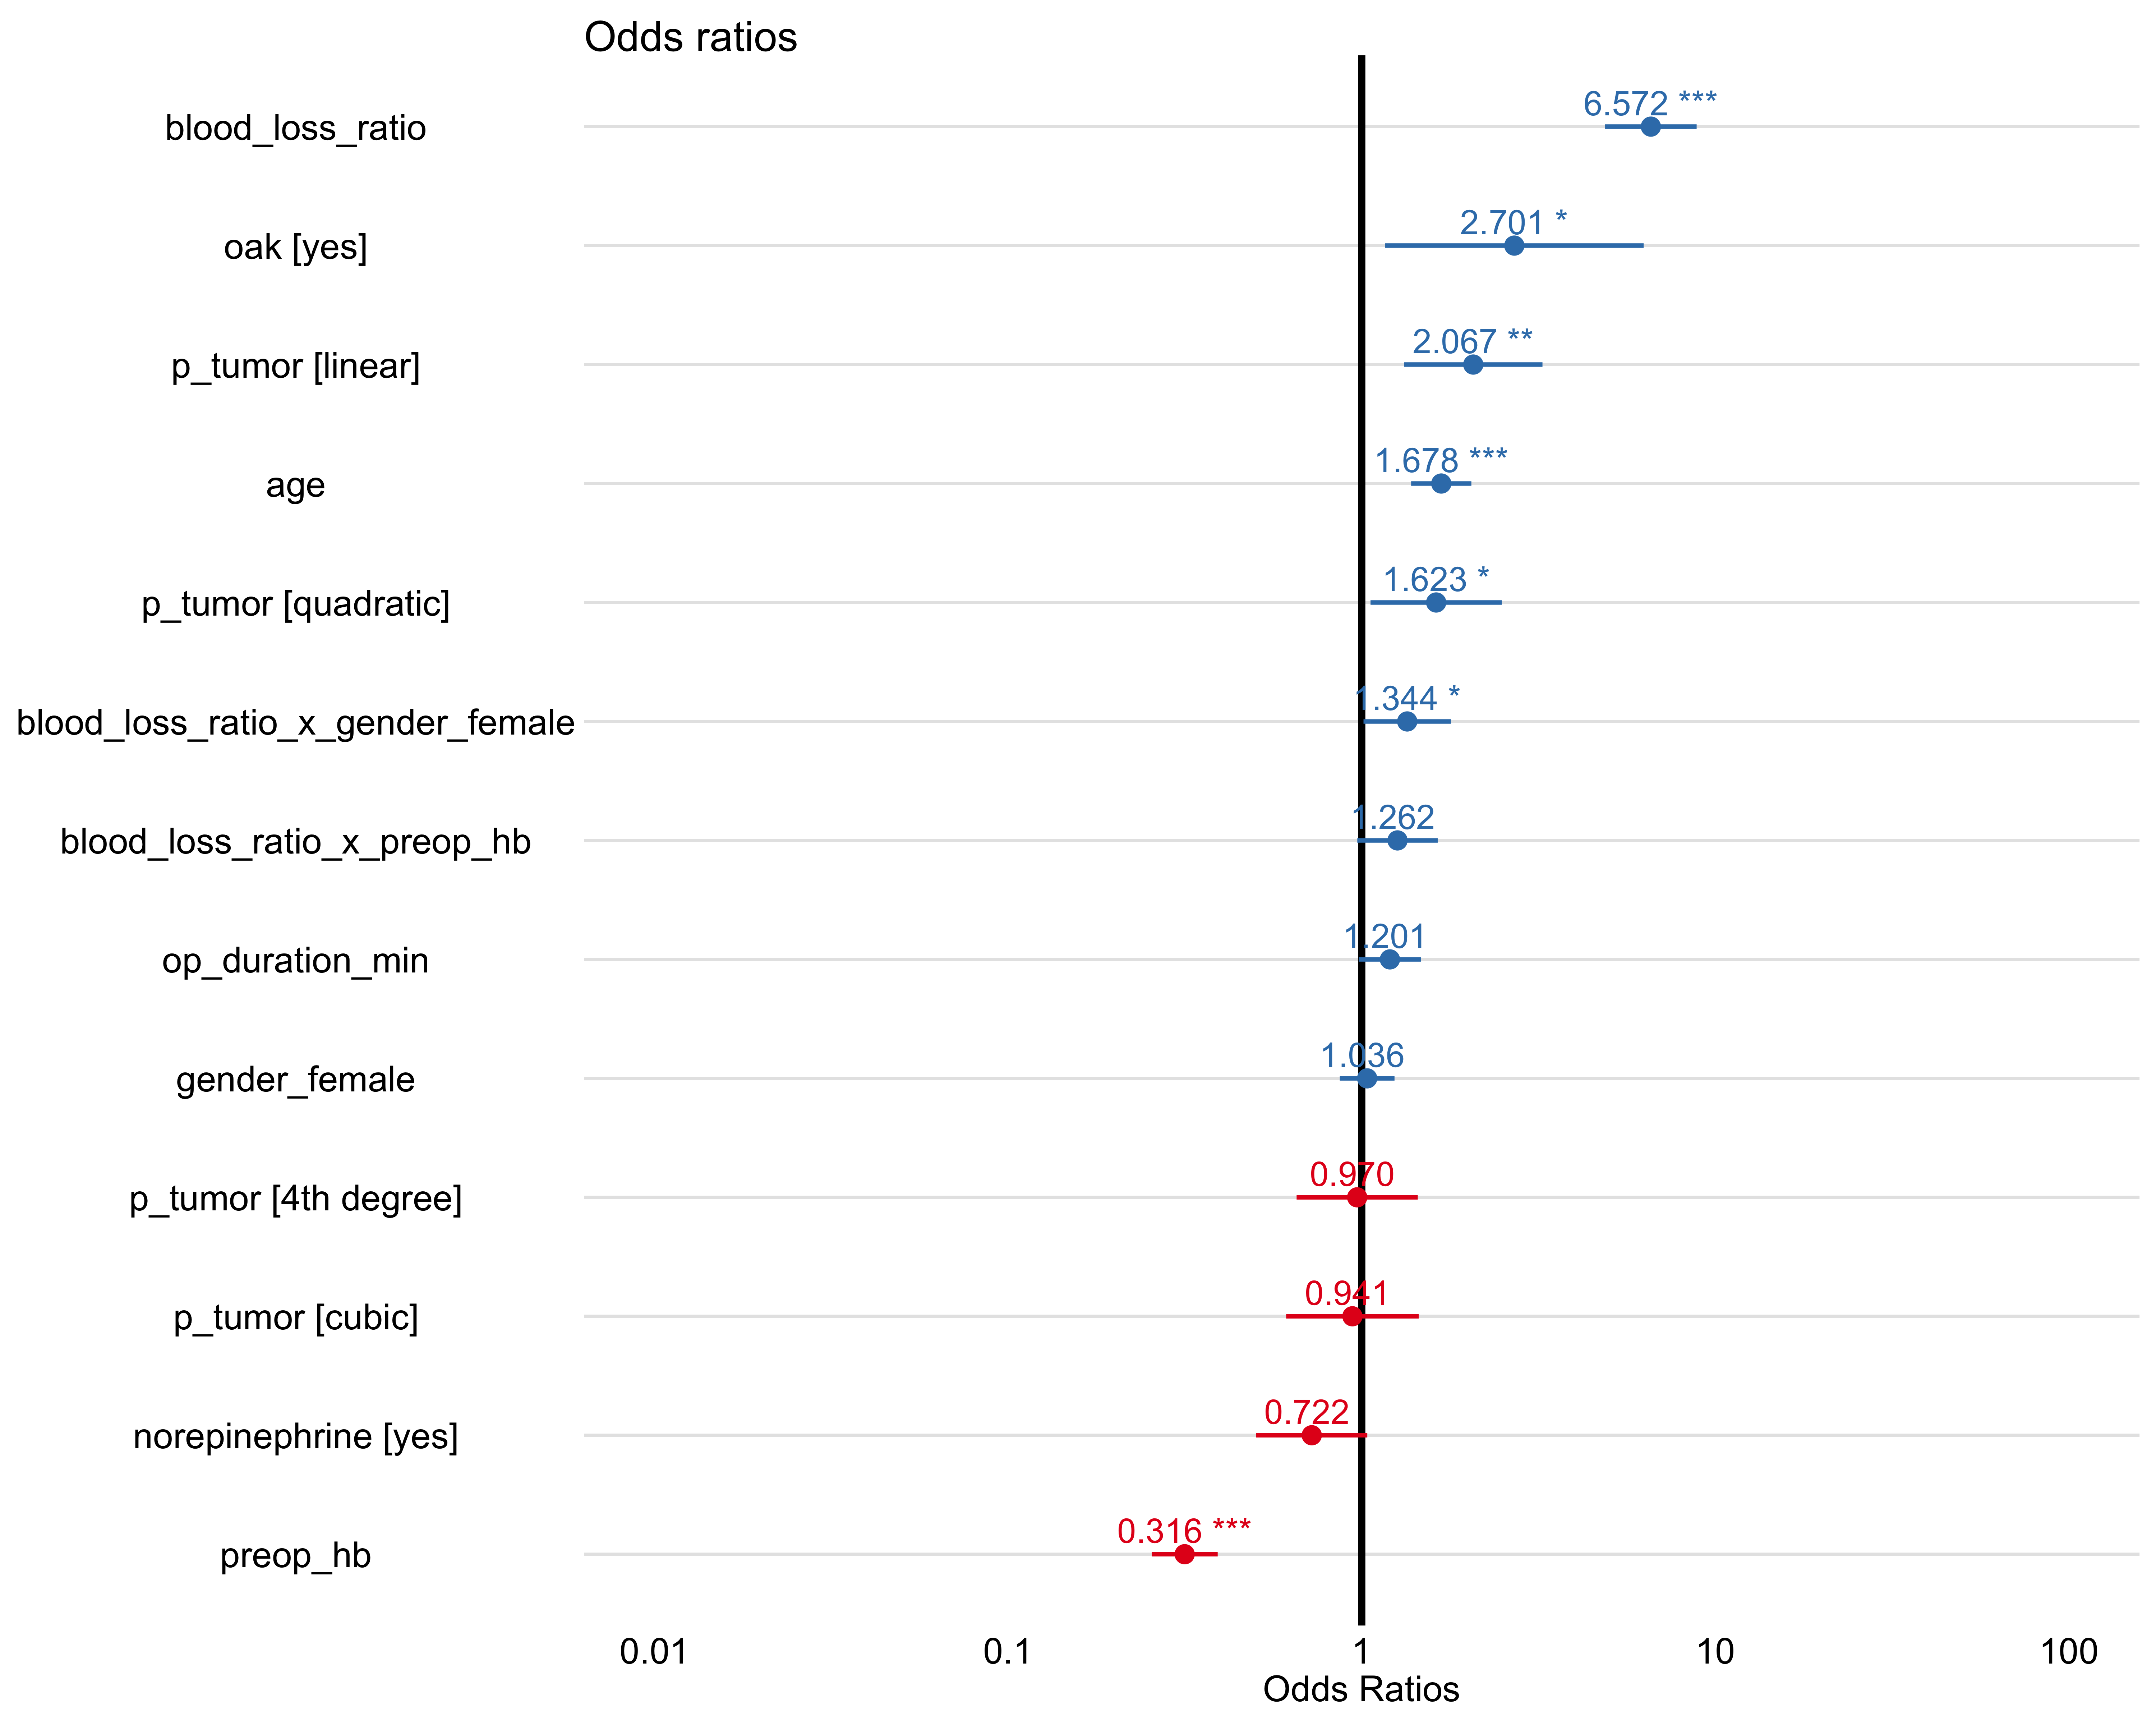 Odds ratios
blood_loss_ratio
6.572 ***
oak [yes]
2.701 *
p_tumor [linear]
2.067 **
age
1.678 ***
p_tumor [quadratic]
1.623 *
blood_loss_ratio_x_gender_female
1.344 *
blood_loss_ratio_x_preop_hb
1.262
op_duration_min
1.201
gender_female
1.036
p_tumor [4th degree]
0.970
p_tumor [cubic]
0.941
norepinephrine [yes]
0.722
preop_hb
0.316 ***
0.01 0.1 1 10 100
Odds Ratios